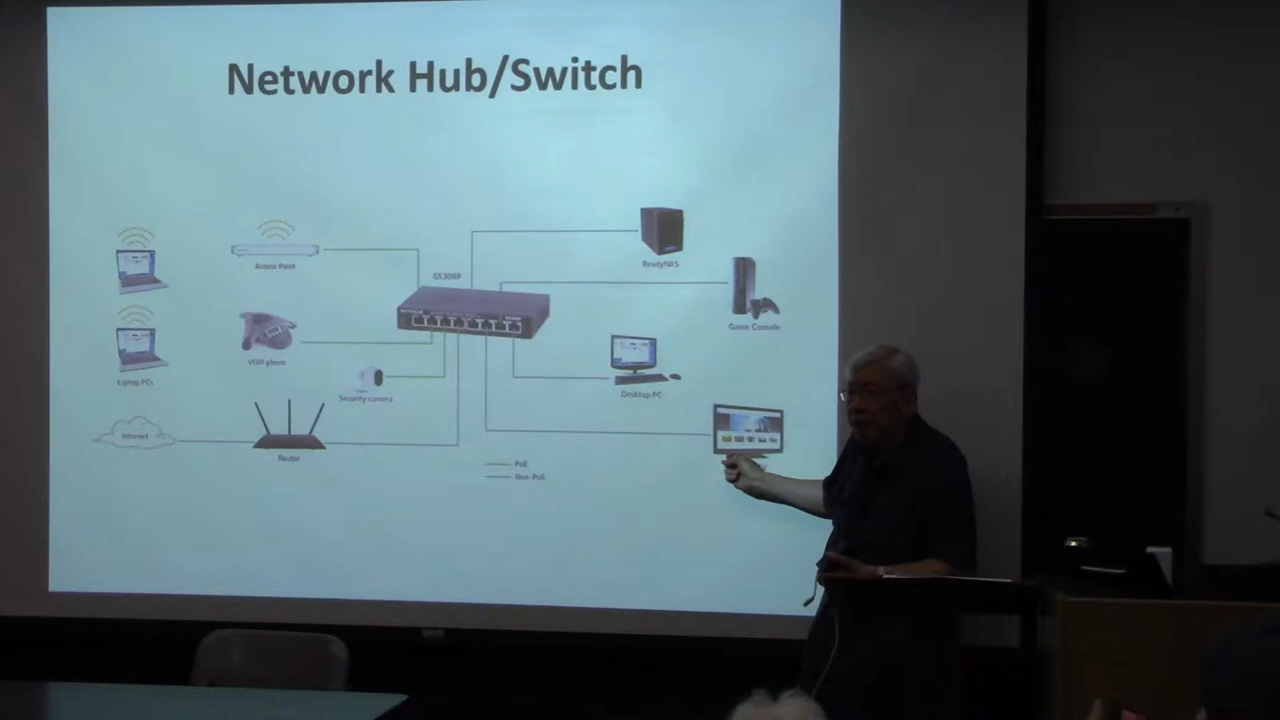 Network Hub/Switch
Access Point
GS308P
ReadyNAS
NETGEAR
Game Console
VOIP phone
Laptop PCs
Security camera
Desktop PC
Internet
Router
PoE
Non-PoE